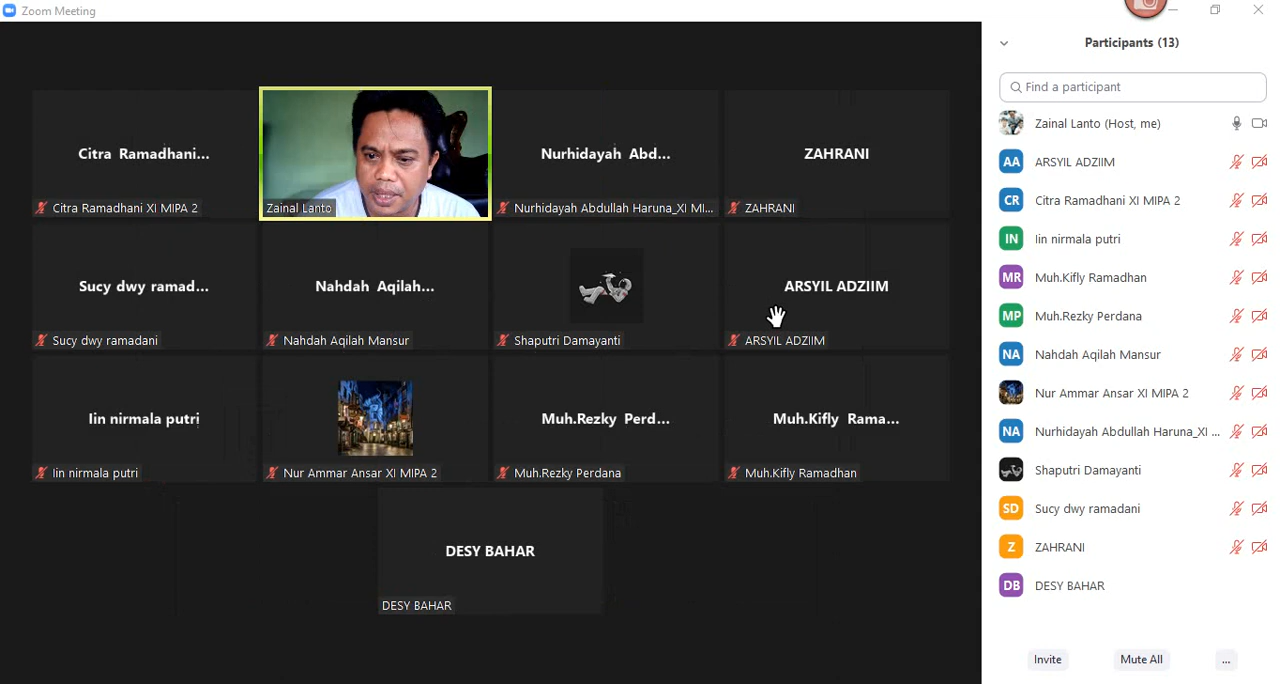 Zoom Meeting
Citra Ramadhani...
Citra Ramadhani XI MIPA 2
Zainal Lanto
Nurhidayah Abd...
Nurhidayah Abdullah Haruna_XI MI...
ZAHRANI
ZAHRANI
Sucy dwy ramad...
Sucy dwy ramadani
Nahdah Aqilah...
Nahdah Aqilah Mansur
Shaputri Damayanti
ARSYIL ADZIIM
ARSYIL ADZIIM
Iin nirmala putri
Iin nirmala putri
Nur Ammar Ansar XI MIPA 2
Muh.Rezky Perd...
Muh.Rezky Perdana
Muh.Kifly Rama...
Muh.Kifly Ramadhan
DESY BAHAR
DESY BAHAR
Participants (13)
Find a participant
Zainal Lanto (Host, me)
AA ARSYIL ADZIIM
CR Citra Ramadhani XI MIPA 2
IN Iin nirmala putri
MR Muh.Kifly Ramadhan
MP Muh.Rezky Perdana
NA Nahdah Aqilah Mansur
Nur Ammar Ansar XI MIPA 2
NA Nurhidayah Abdullah Haruna_XI ...
Shaputri Damayanti
SD Sucy dwy ramadani
Z ZAHRANI
DB DESY BAHAR
Invite Mute All ...